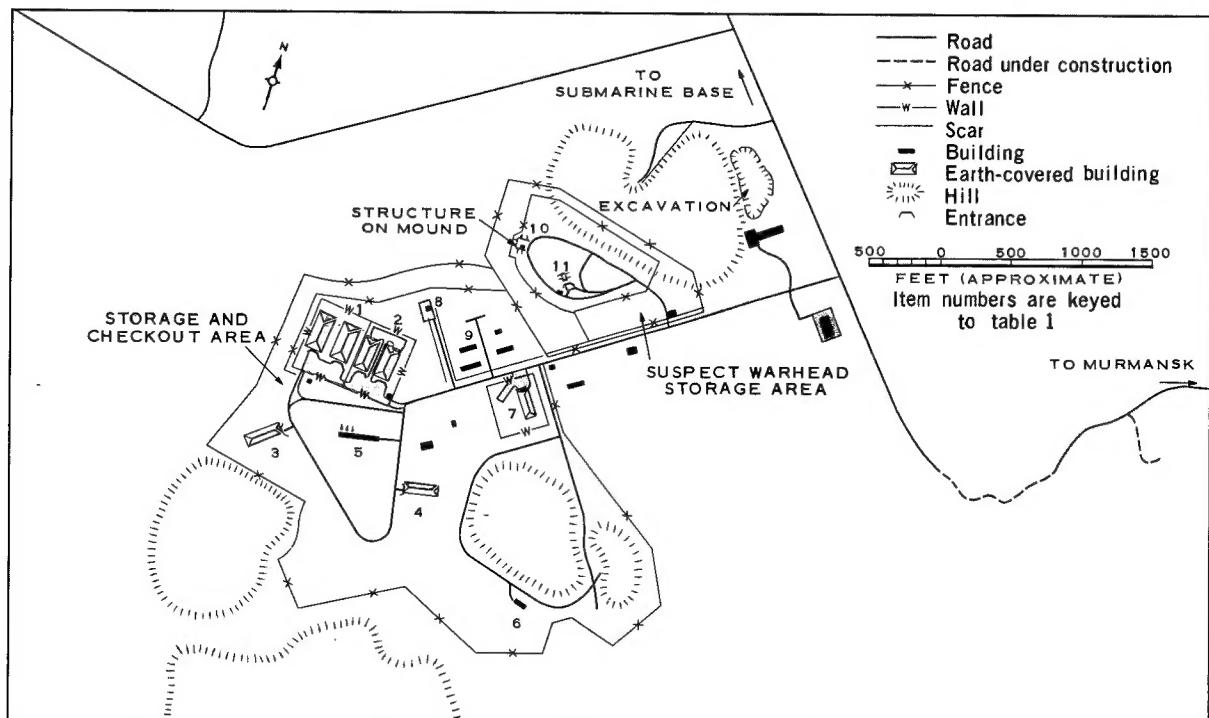 N
TO
SUBMARINE BASE
Road
Road under construction
Fence
Wall
Scar
Building
Earth-covered building
Hill
Entrance
500 0 500 1000 1500
FEET (APPROXIMATE)
Item numbers are keyed
to table 1
EXCAVATION
STRUCTURE
ON MOUND
10
11
STORAGE AND
CHECKOUT AREA
1
2
8
9
SUSPECT WARHEAD
STORAGE AREA
TO MURMANSK
7
3
5
4
6
W
W
W
W
W
W
W
W
W